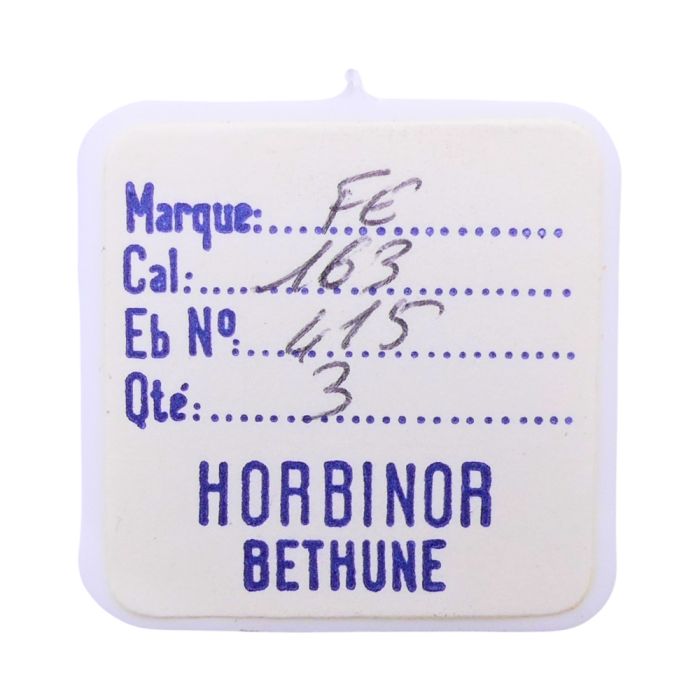 Marque: FE
Cal: 163
Eb Nº: 415
Qté: 3
HORBINOR
BETHUNE